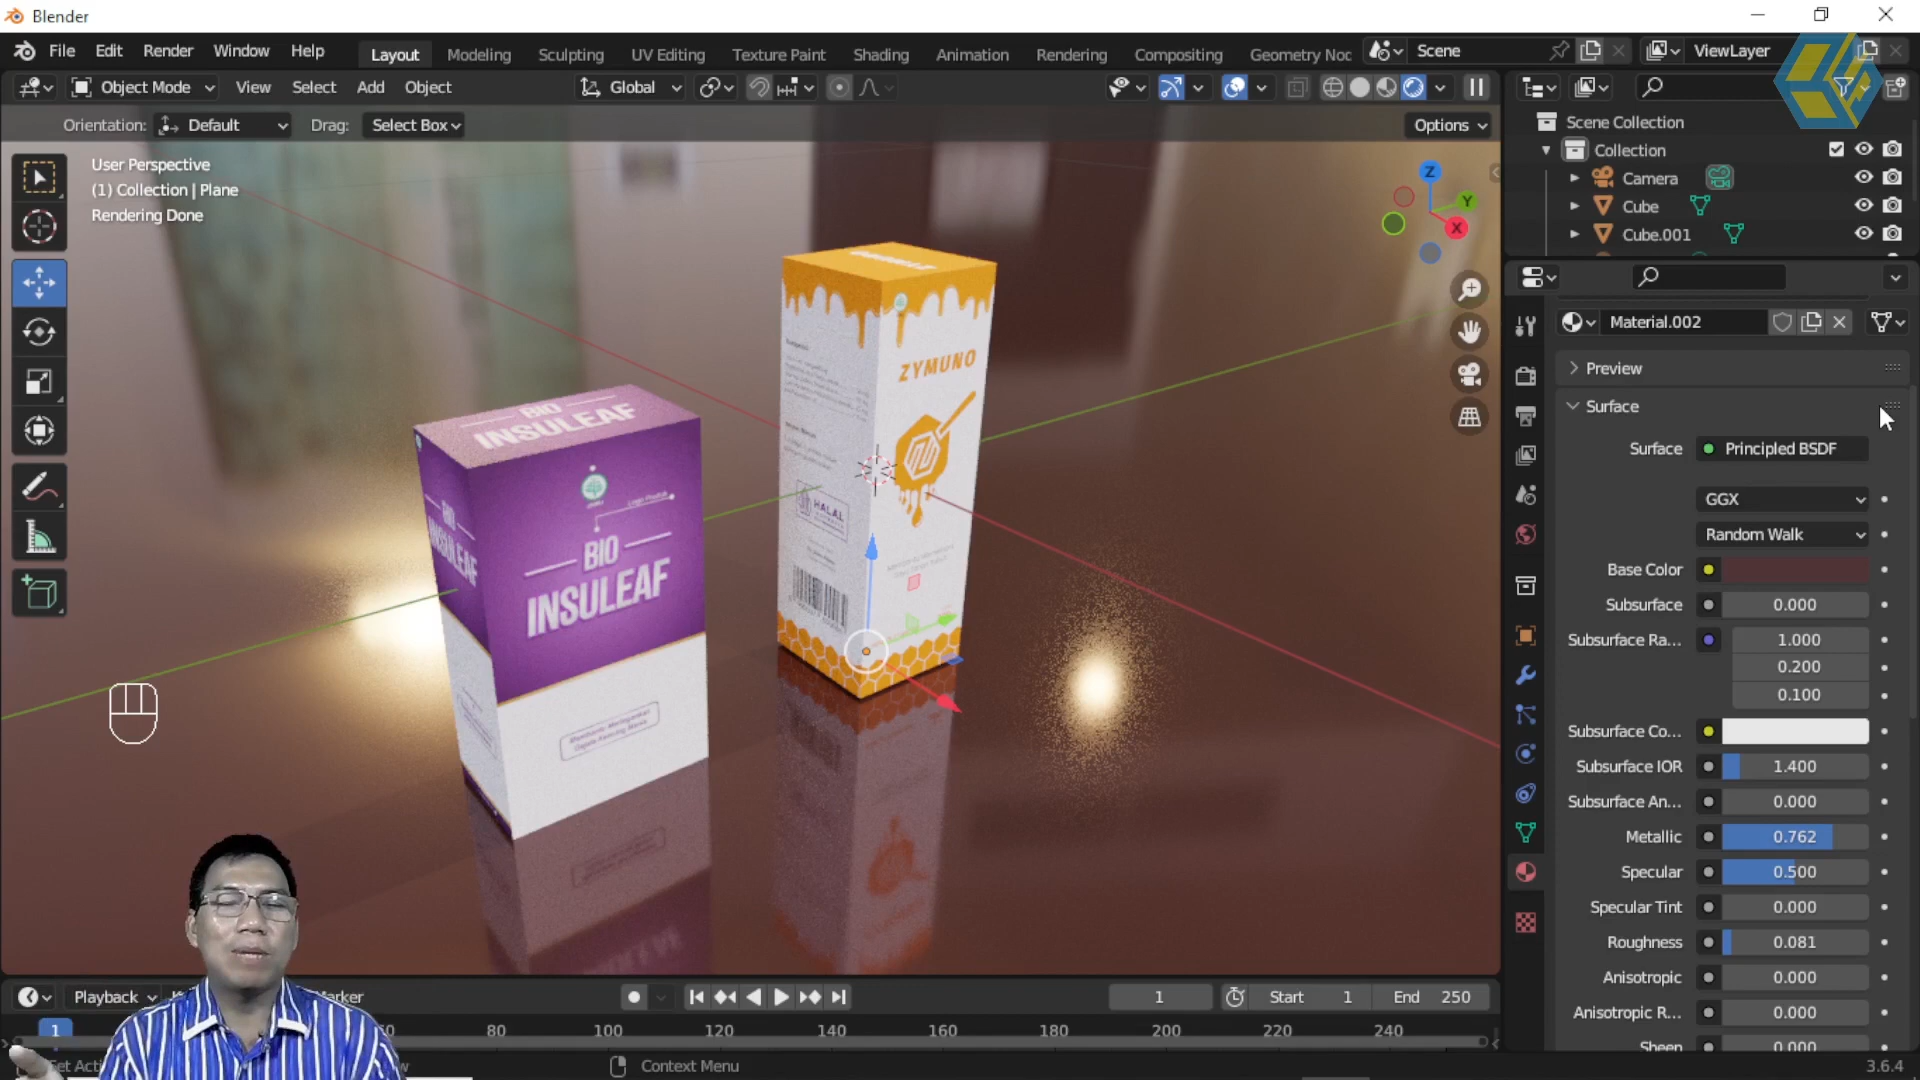 Blender
File Edit Render Window Help Layout Modeling Sculpting UV Editing Texture Paint Shading Animation Rendering Compositing Geometry Noc Scene ViewLayer
Object Mode View Select Add Object Global
Orientation: Default Drag: Select Box Options
User Perspective
(1) Collection | Plane
Rendering Done
Scene Collection
Collection
Camera
Cube
Cube.001
Z
Y
X
Material.002
Preview
Surface
Surface Principled BSDF
GGX
Random Walk
Base Color
Subsurface 0.000
Subsurface Ra... 1.000
0.200
0.100
Subsurface Co...
Subsurface IOR 1.400
Subsurface An... 0.000
Metallic 0.762
Specular 0.500
Specular Tint 0.000
Roughness 0.081
Anisotropic 0.000
Anisotropic R... 0.000
Sheen 0.000
ZYMUNO
HALAL
BIO
INSULEAF
BIO
INSULEAF
Logo Produk
BIO
INSULEAF
Playback Marker 1 Start 1 End 250
1 80 100 120 140 160 180 200 220 240
Context Menu
3.6.4